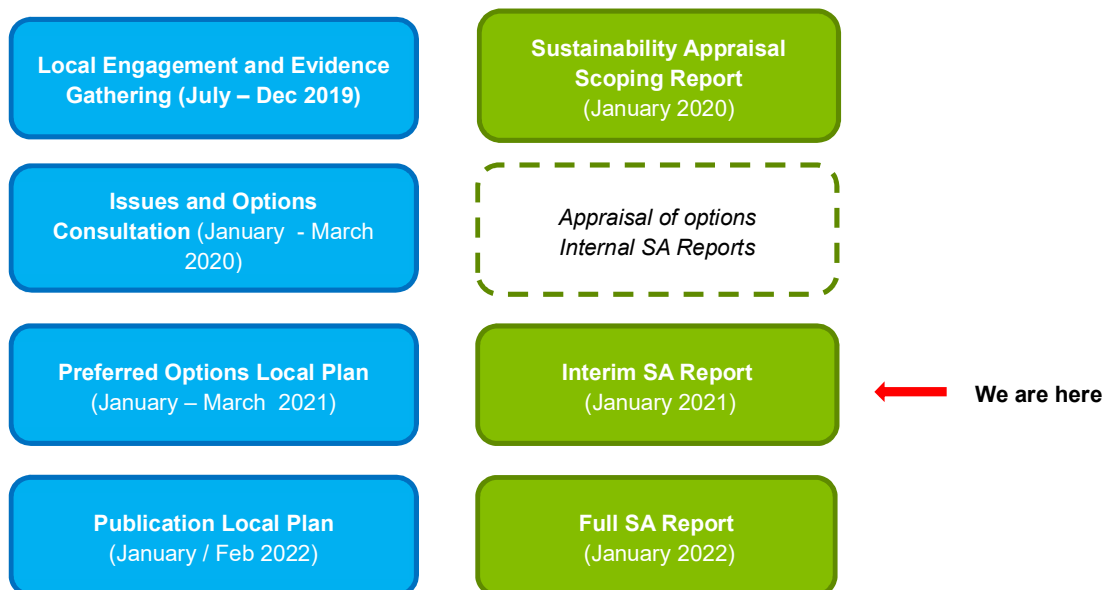 Local Engagement and Evidence
Gathering (July – Dec 2019)
Sustainability Appraisal
Scoping Report
(January 2020)
Issues and Options
Consultation (January - March
2020)
Appraisal of options
Internal SA Reports
Preferred Options Local Plan
(January – March 2021)
Interim SA Report
(January 2021)
We are here
Publication Local Plan
(January / Feb 2022)
Full SA Report
(January 2022)